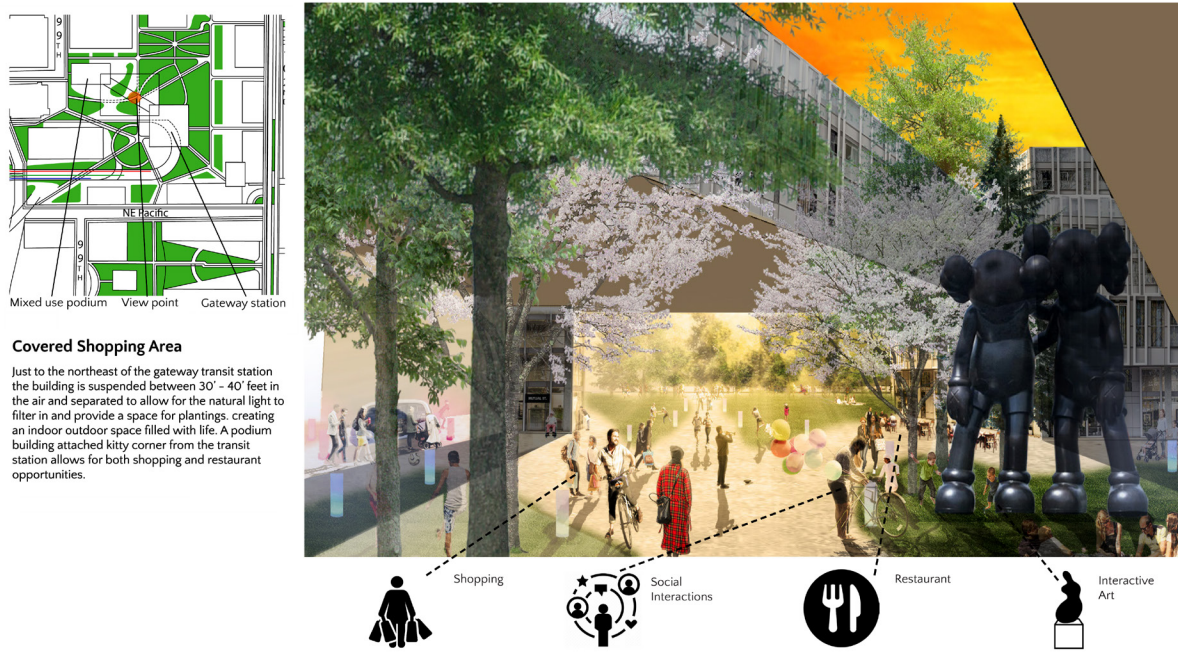 99TH
NE Pacific
99TH
Mixed use podium
View point
Gateway station
Covered Shopping Area
Just to the northeast of the gateway transit station
the building is suspended between 30' - 40' feet in
the air and separated to allow for the natural light to
filter in and provide a space for plantings. creating
an indoor outdoor space filled with life. A podium
building attached kitty corner from the transit
station allows for both shopping and restaurant
opportunities.
Shopping
Social
Interactions
Restaurant
Interactive
Art